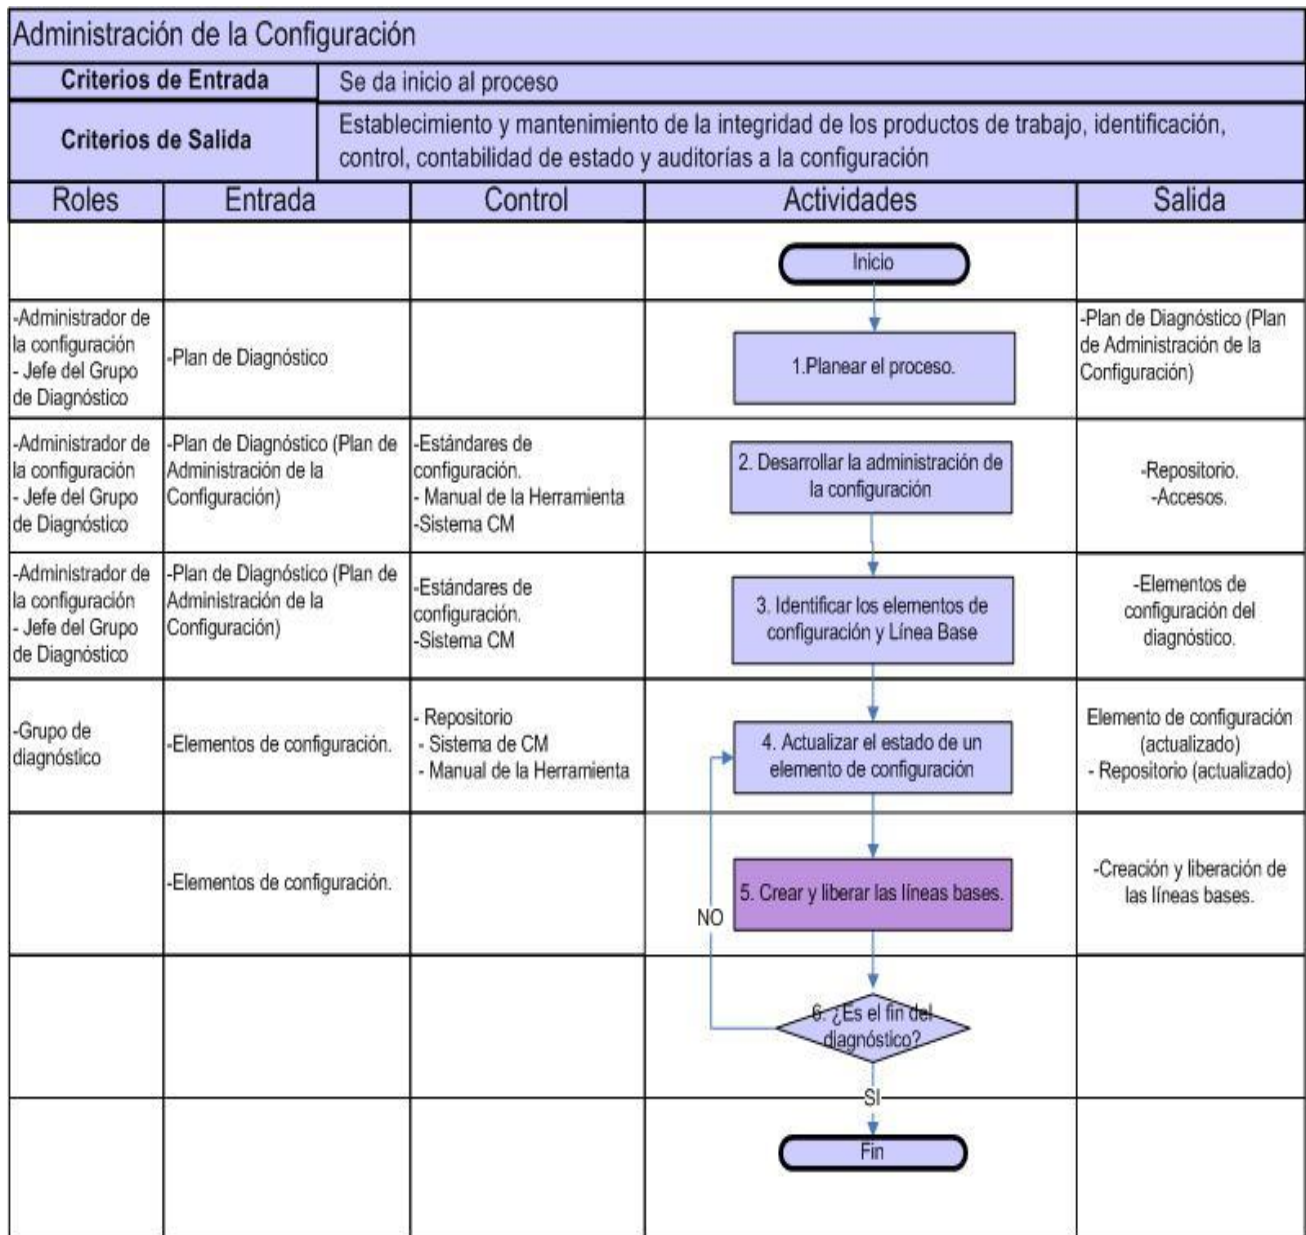 Administración de la Configuración
Criterios de Entrada
Se da inicio al proceso
Criterios de Salida
Establecimiento y mantenimiento de la integridad de los productos de trabajo, identificación,
control, contabilidad de estado y auditorías a la configuración
Roles
Entrada
Control
Actividades
Salida
Inicio
-Administrador de
la configuración
- Jefe del Grupo
de Diagnóstico
-Plan de Diagnóstico
1.Planear el proceso.
-Plan de Diagnóstico (Plan
de Administración de la
Configuración)
-Administrador de
la configuración
- Jefe del Grupo
de Diagnóstico
-Plan de Diagnóstico (Plan de
Administración de la
Configuración)
-Estándares de
configuración.
- Manual de la Herramienta
-Sistema CM
2. Desarrollar la administración de
la configuración
-Repositorio.
-Accesos.
-Administrador de
la configuración
- Jefe del Grupo
de Diagnóstico
-Plan de Diagnóstico (Plan de
Administración de la
Configuración)
-Estándares de
configuración.
-Sistema CM
3. Identificar los elementos de
configuración y Línea Base
-Elementos de
configuración del
diagnóstico.
-Grupo de
diagnóstico
-Elementos de configuración.
- Repositorio
- Sistema de CM
- Manual de la Herramienta
4. Actualizar el estado de un
elemento de configuración
Elemento de configuración
(actualizado)
- Repositorio (actualizado)
-Elementos de configuración.
5. Crear y liberar las líneas bases.
-Creación y liberación de
las líneas bases.
NO
6. ¿Es el fin del
diagnóstico?
SI
Fin